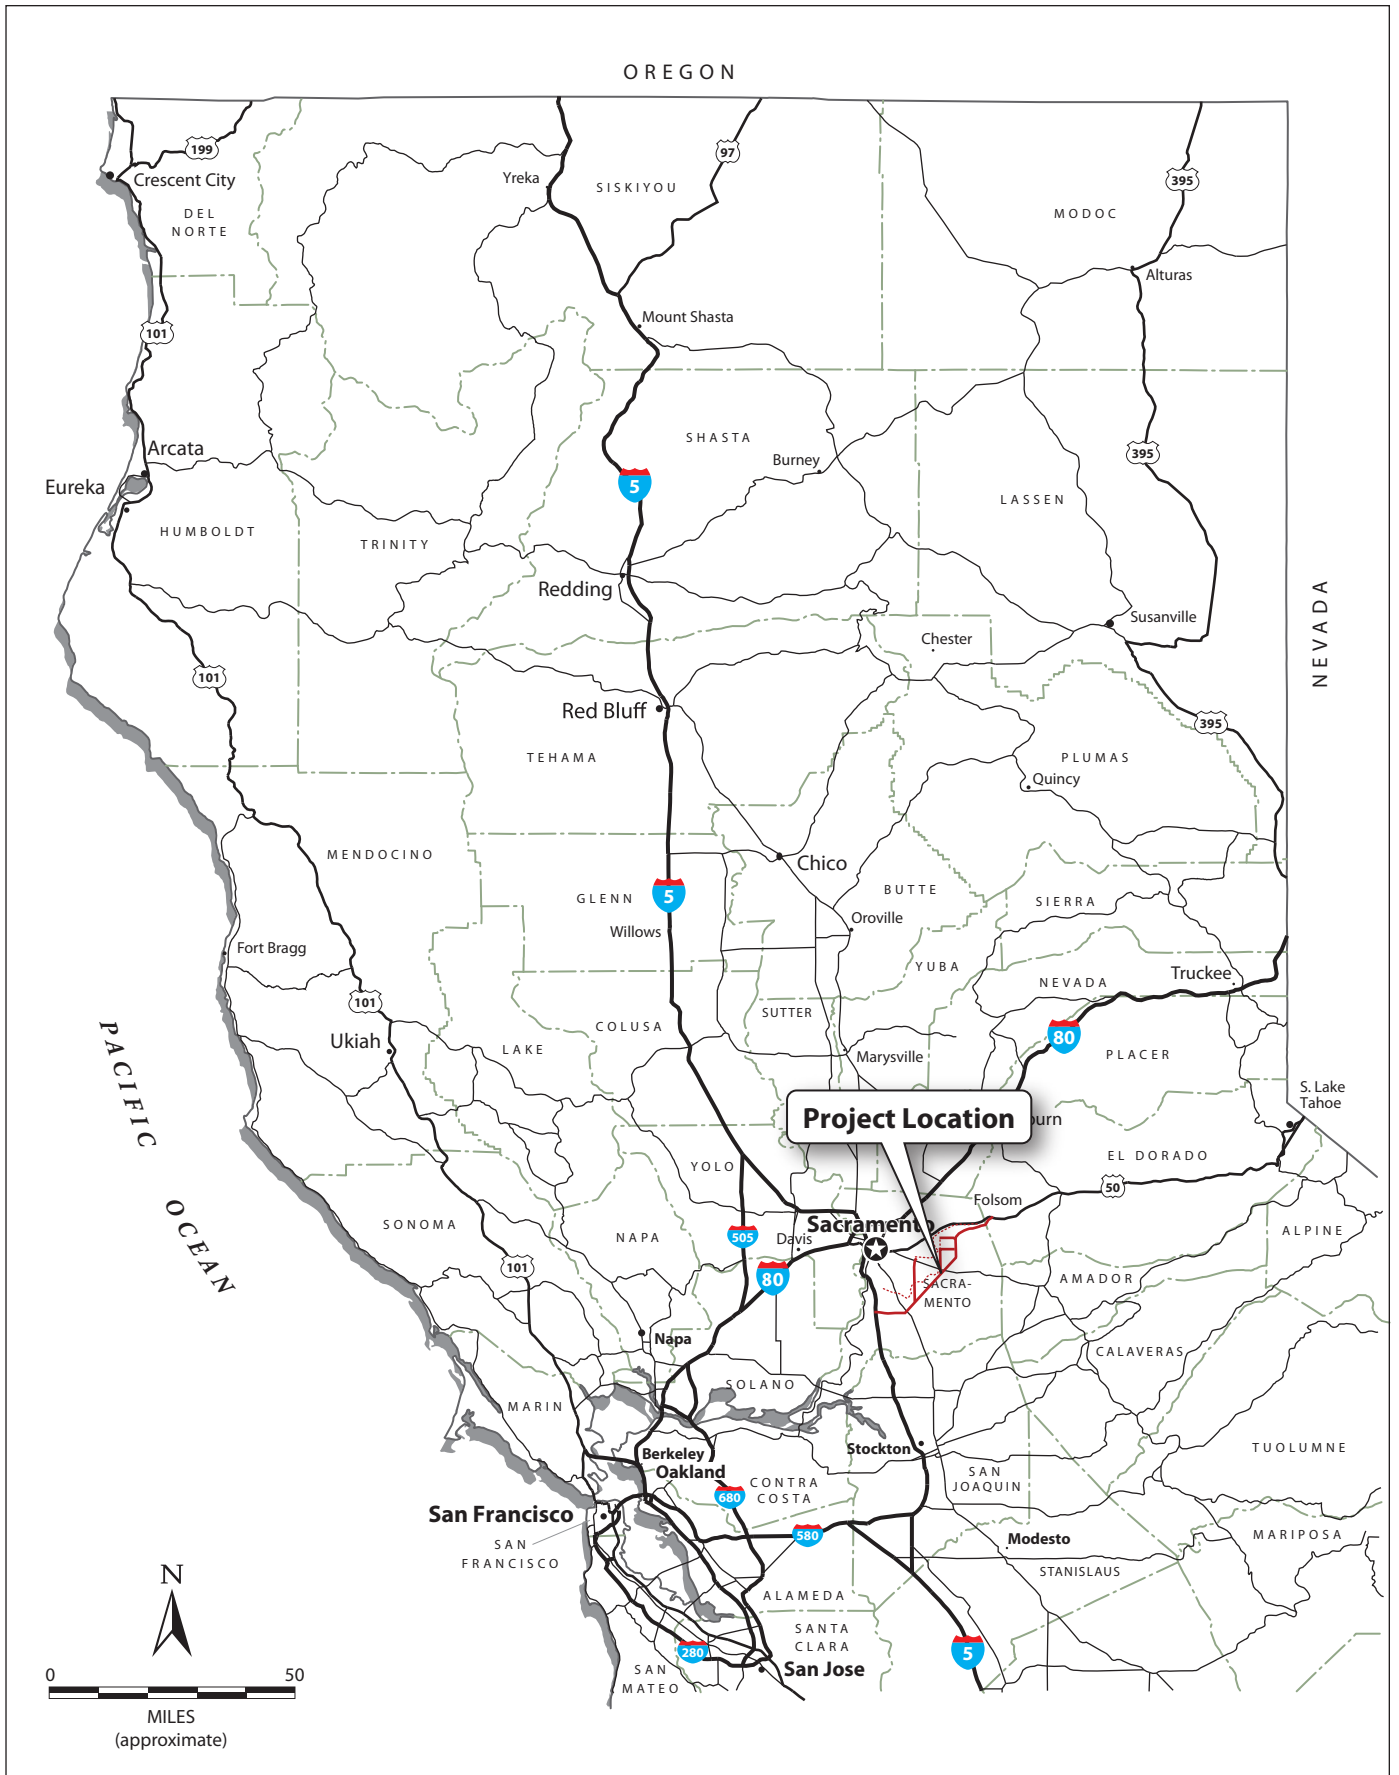 OREGON
199
97
395
Crescent City
Yreka
SISKIYOU
DEL
NORTE
MODOC
Alturas
101
Mount Shasta
SHASTA
Arcata
Burney
395
Eureka
5
LASSEN
HUMBOLDT
TRINITY
Redding
NEVADA
Susanville
Chester
101
Red Bluff
395
TEHAMA
PLUMAS
Quincy
MENDOCINO
Chico
5
GLENN
BUTTE
SIERRA
Willows
Oroville
Fort Bragg
YUBA
Truckee
NEVADA
101
SUTTER
COLUSA
80
Ukiah
LAKE
Marysville
PLACER
PACIFIC OCEAN
S. Lake
Tahoe
Project Location
burn
YOLO
EL DORADO
50
Folsom
SONOMA
Sacramento
ALPINE
NAPA
505
Davis
101
80
AMADOR
SACRA-
MENTO
Napa
CALAVERAS
SOLANO
MARIN
Stockton
TUOLUMNE
Berkeley
Oakland
SAN
JOAQUIN
CONTRA
COSTA
680
San Francisco
580
Modesto
MARIPOSA
SAN
FRANCISCO
STANISLAUS
N
ALAMEDA
SANTA
CLARA
280
5
San Jose
SAN
MATEO
0 50
MILES
(approximate)